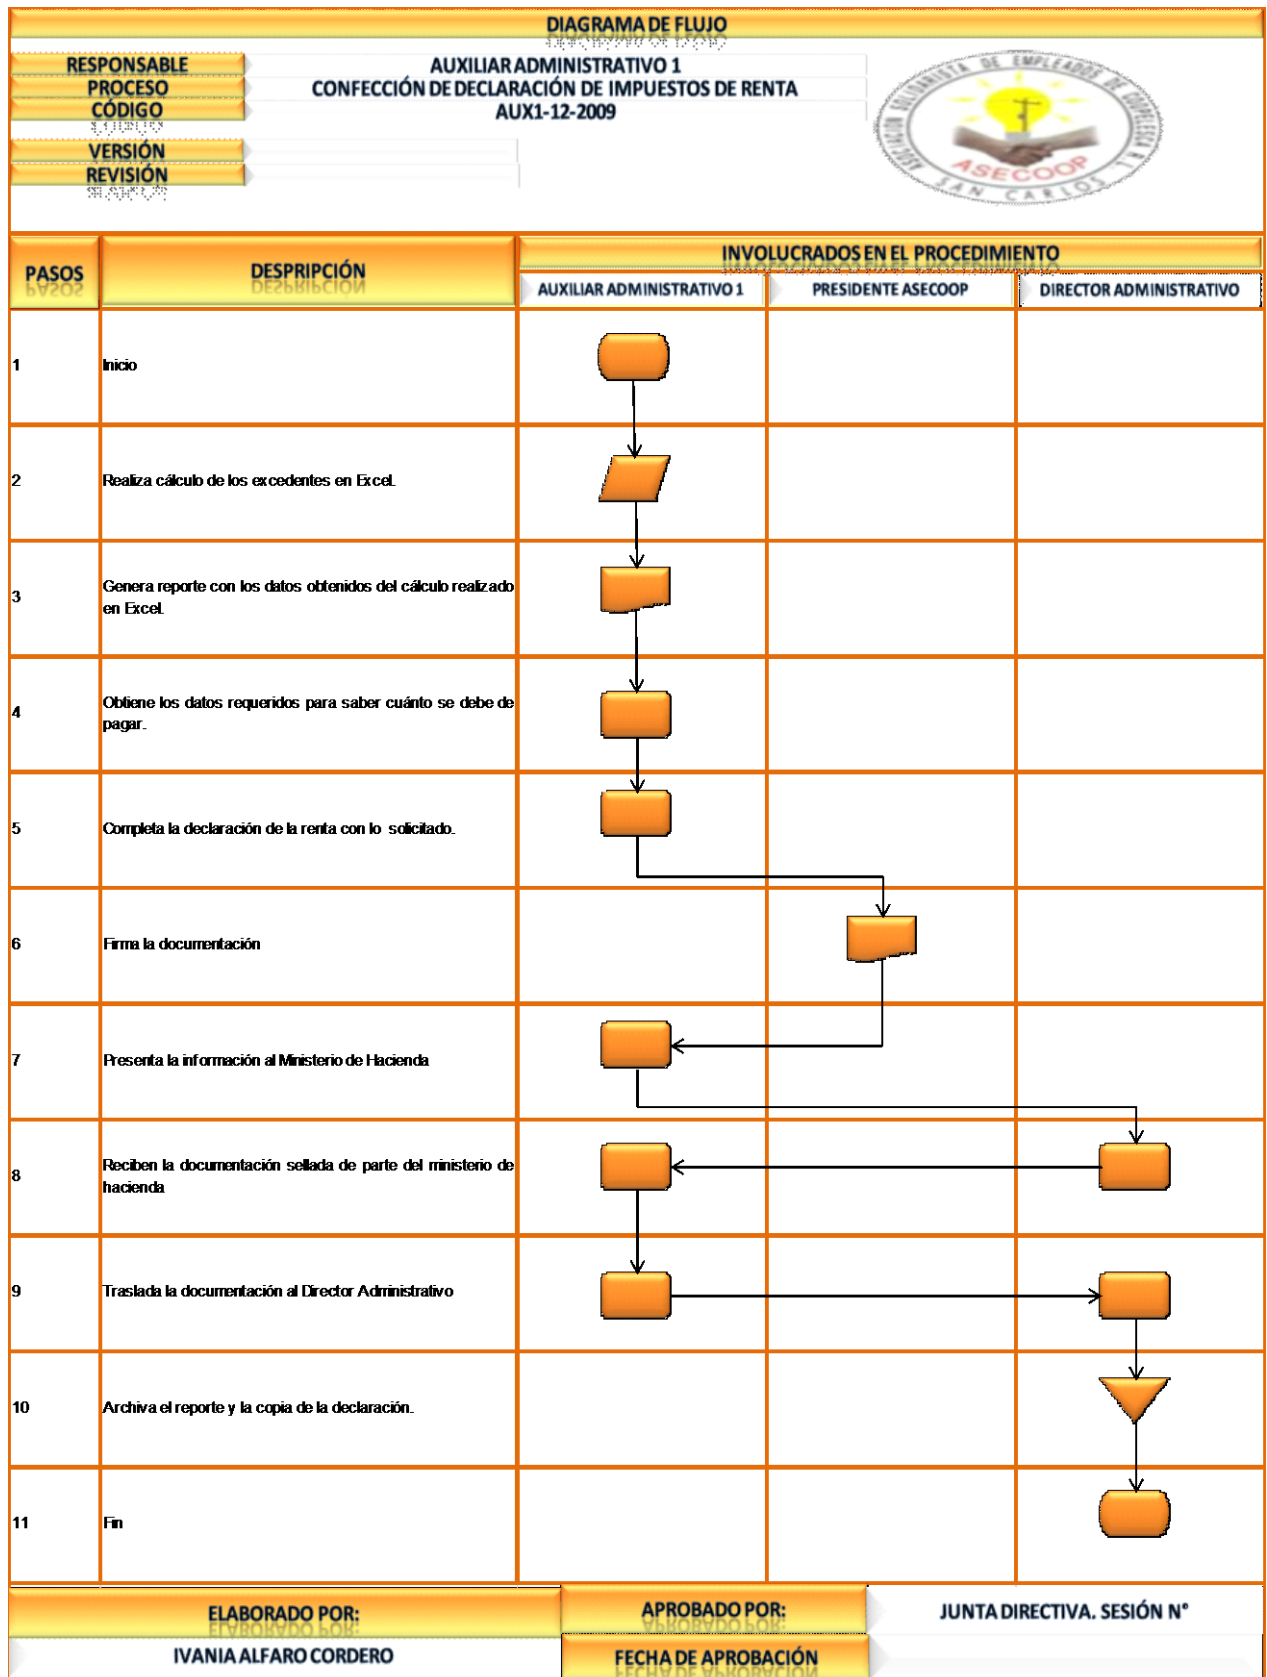 DIAGRAMA DE FLUJO
RESPONSABLE
AUXILIAR ADMINISTRATIVO 1
PROCESO
CONFECCIÓN DE DECLARACIÓN DE IMPUESTOS DE RENTA
CÓDIGO
AUX1-12-2009
VERSIÓN
REVISIÓN
ASOCIACIÓN SOLIDARISTA DE EMPLEADOS DE COOPELESCA R.L.
ASECOOP
SAN CARLOS
PASOS
DESPRIPCIÓN
INVOLUCRADOS EN EL PROCEDIMIENTO
AUXILIAR ADMINISTRATIVO 1
PRESIDENTE ASECOOP
DIRECTOR ADMINISTRATIVO
1
Inicio
2
Realiza cálculo de los excedentes en Excel.
3
Genera reporte con los datos obtenidos del cálculo realizado
en Excel.
4
Obtiene los datos requeridos para saber cuánto se debe de
pagar.
5
Completa la declaración de la renta con lo solicitado.
6
Firma la documentación
7
Presenta la información al Ministerio de Hacienda
8
Reciben la documentación sellada de parte del ministerio de
hacienda
9
Traslada la documentación al Director Administrativo
10
Archiva el reporte y la copia de la declaración.
11
Fin
ELABORADO POR:
APROBADO POR:
JUNTA DIRECTIVA. SESIÓN N°
IVANIA ALFARO CORDERO
FECHA DE APROBACIÓN